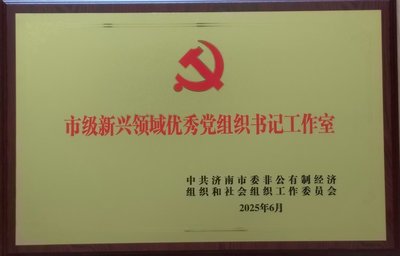 市级新兴领域优秀党组织书记工作室
中共济南市委非公有制经济
组织和社会组织工作委员会
2025年6月